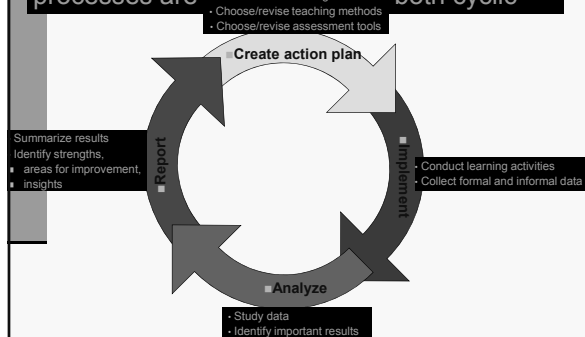 processes are both cyclic
• Choose/revise teaching methods
• Choose/revise assessment tools
Create action plan
Implement
• Conduct learning activities
• Collect formal and informal data
Analyze
• Study data
• Identify important results
Report
Summarize results
Identify strengths,
areas for improvement,
insights